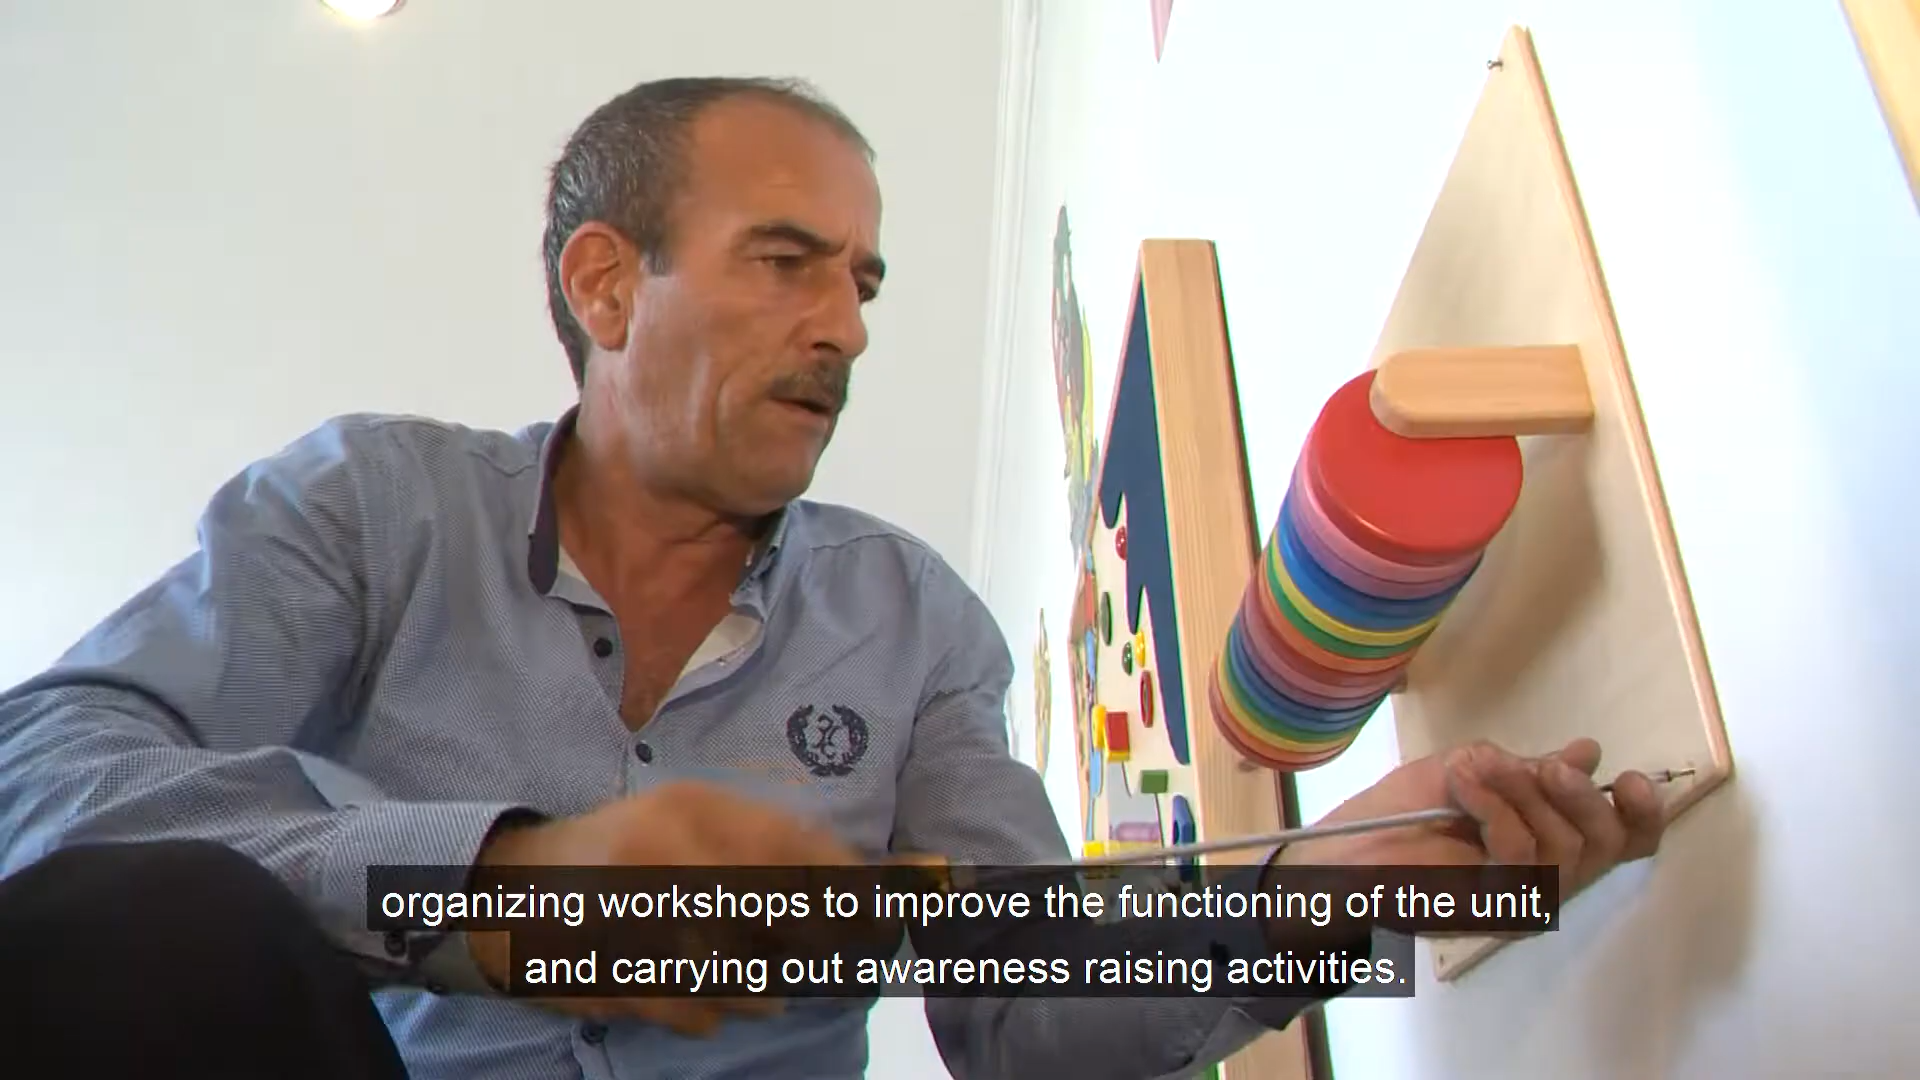 organizing workshops to improve the functioning of the unit,
and carrying out awareness raising activities.